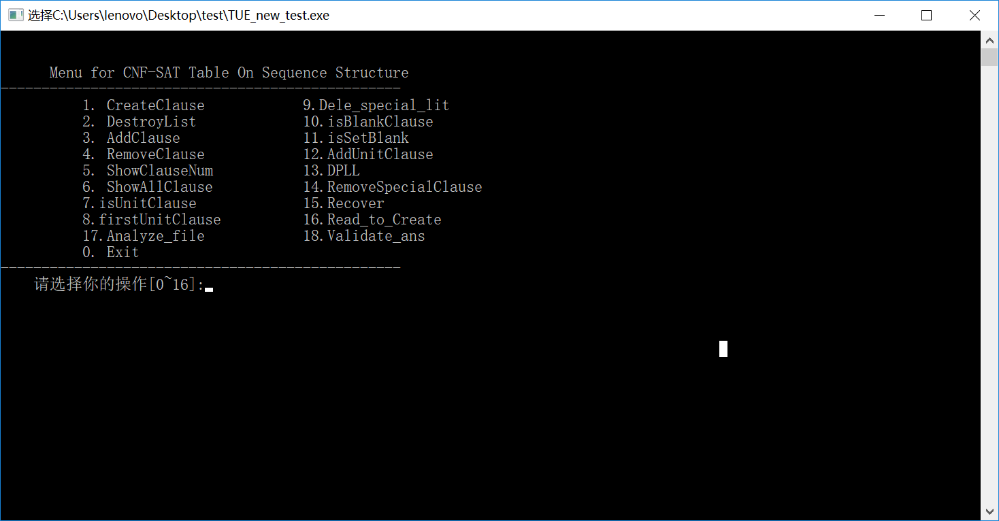 选择C:\Users\lenovo\Desktop\test\TUE_new_test.exe
Menu for CNF-SAT Table On Sequence Structure
-------------------------------------------------
1. CreateClause 9.Dele_special_lit
2. DestroyList 10.isBlankClause
3. AddClause 11.isSetBlank
4. RemoveClause 12.AddUnitClause
5. ShowClauseNum 13.DPLL
6. ShowAllClause 14.RemoveSpecialClause
7.isUnitClause 15.Recover
8.firstUnitClause 16.Read_to_Create
17.Analyze_file 18.Validate_ans
0. Exit
-------------------------------------------------
请选择你的操作[0~16]: